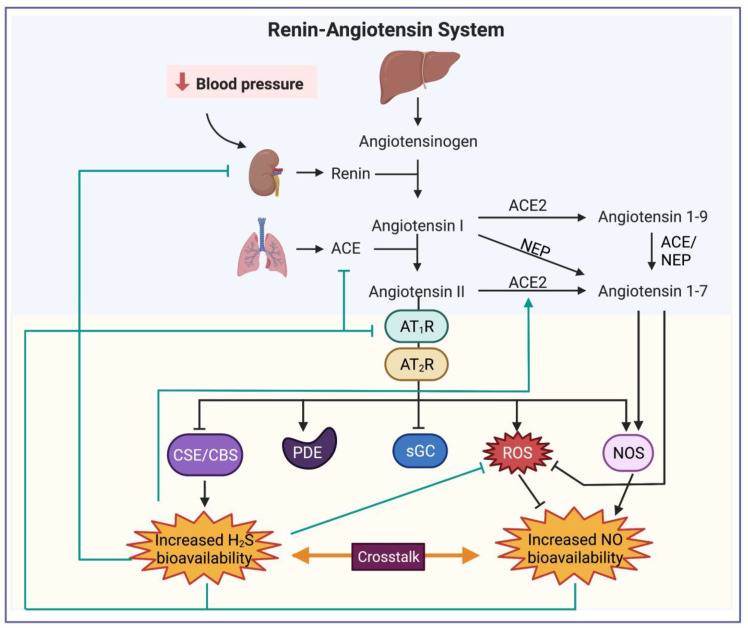 Renin-Angiotensin System
Blood pressure
Angiotensinogen
Renin
Angiotensin I
ACE2
Angiotensin 1-9
ACE
NEP
ACE/
NEP
Angiotensin II
ACE2
Angiotensin 1-7
AT₁R
AT₂R
CSE/CBS
PDE
sGC
ROS
NOS
Increased H₂S
bioavailability
Crosstalk
Increased NO
bioavailability